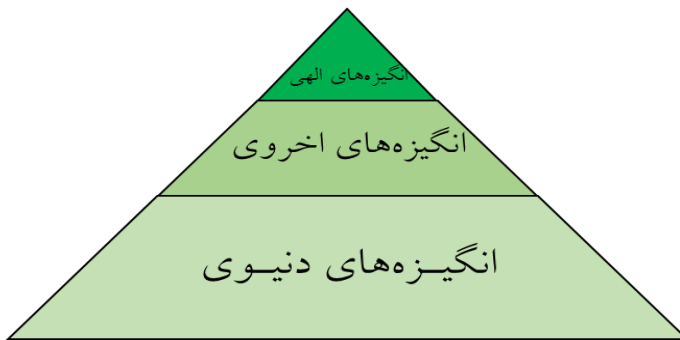 انگیزه‌های الهی
انگیزه‌های اخروی
انگیـزه‌های دنیـوی